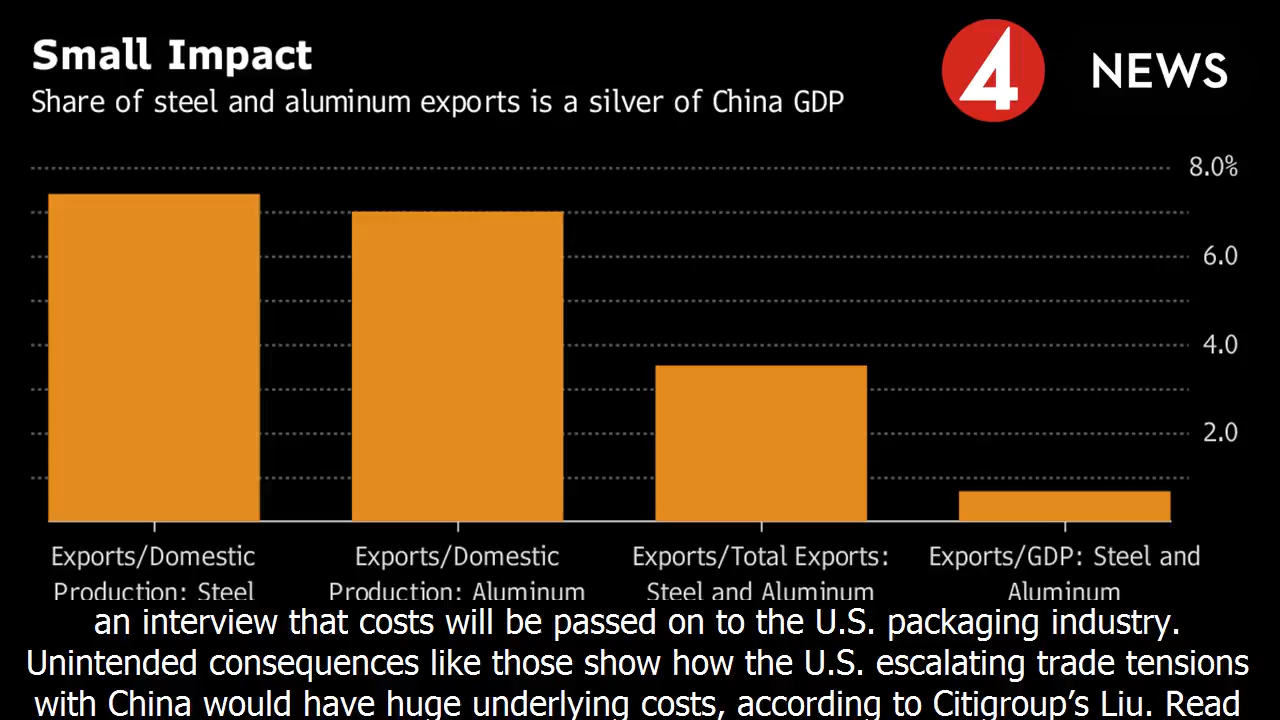 Small Impact
Share of steel and aluminum exports is a silver of China GDP
4 NEWS
8.0%
6.0
4.0
2.0
Exports/Domestic
Production: Steel
Exports/Domestic
Production: Aluminum
Exports/Total Exports:
Steel and Aluminum
Exports/GDP: Steel and
Aluminum
an interview that costs will be passed on to the U.S. packaging industry.
Unintended consequences like those show how the U.S. escalating trade tensions
with China would have huge underlying costs, according to Citigroup’s Liu. Read